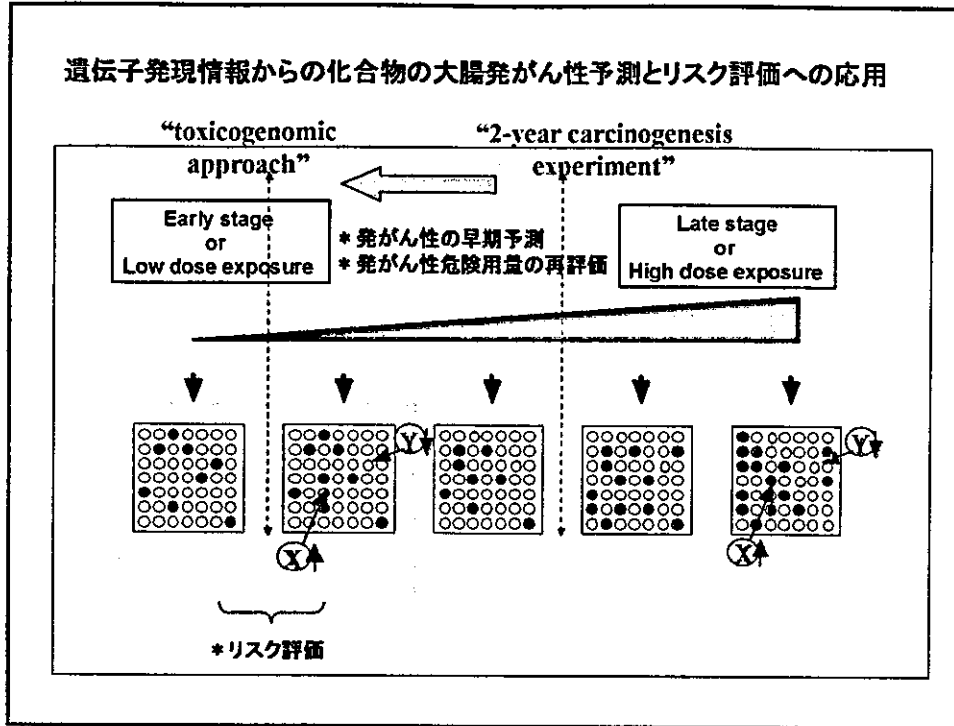 遺伝子発現情報からの化合物の大腸発がん性予測とリスク評価への応用
“toxicogenomic
approach”
“2-year carcinogenesis
experiment”
Early stage
or
Low dose exposure
＊発がん性の早期予測
＊発がん性危険用量の再評価
Late stage
or
High dose exposure
Y
Y
X
X
＊リスク評価